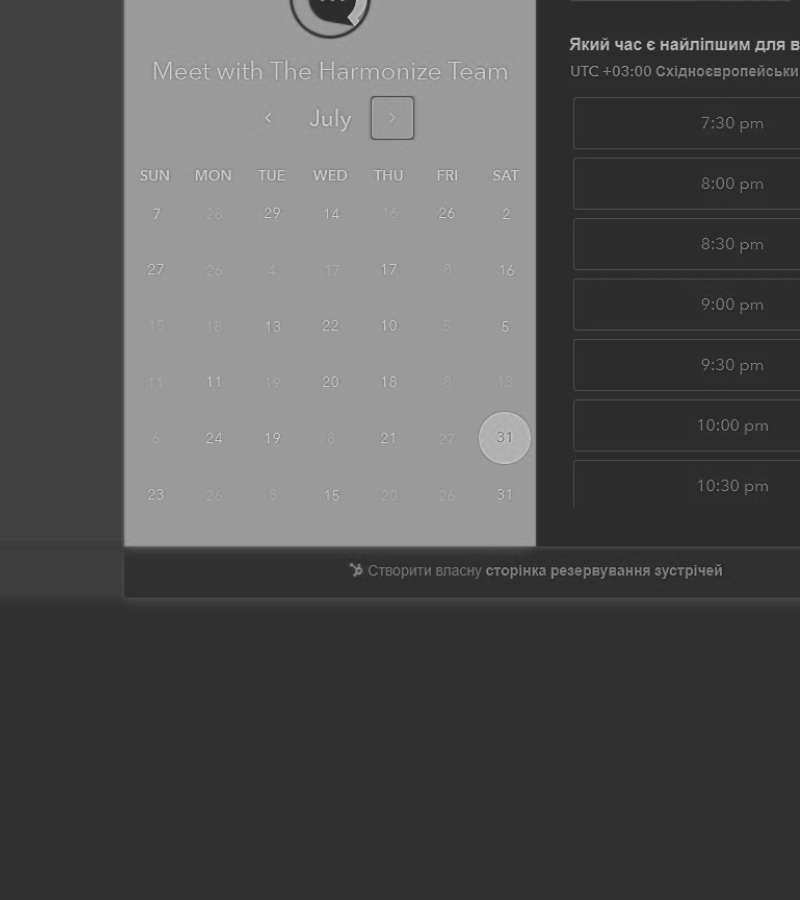 Meet with The Harmonize Team
July
SUN MON TUE WED THU FRI SAT
7 28 29 14 16 26 2
27 26 4 17 17 8 16
15 18 13 22 10 5 5
11 11 19 20 18 8 13
6 24 19 8 21 27 31
23 26 8 15 20 26 31
Який час є найліпшим для
UTC +03:00 Східноєвропейськи
7:30 pm
8:00 pm
8:30 pm
9:00 pm
9:30 pm
10:00 pm
10:30 pm
Створити власну сторінка резервування зустрічей